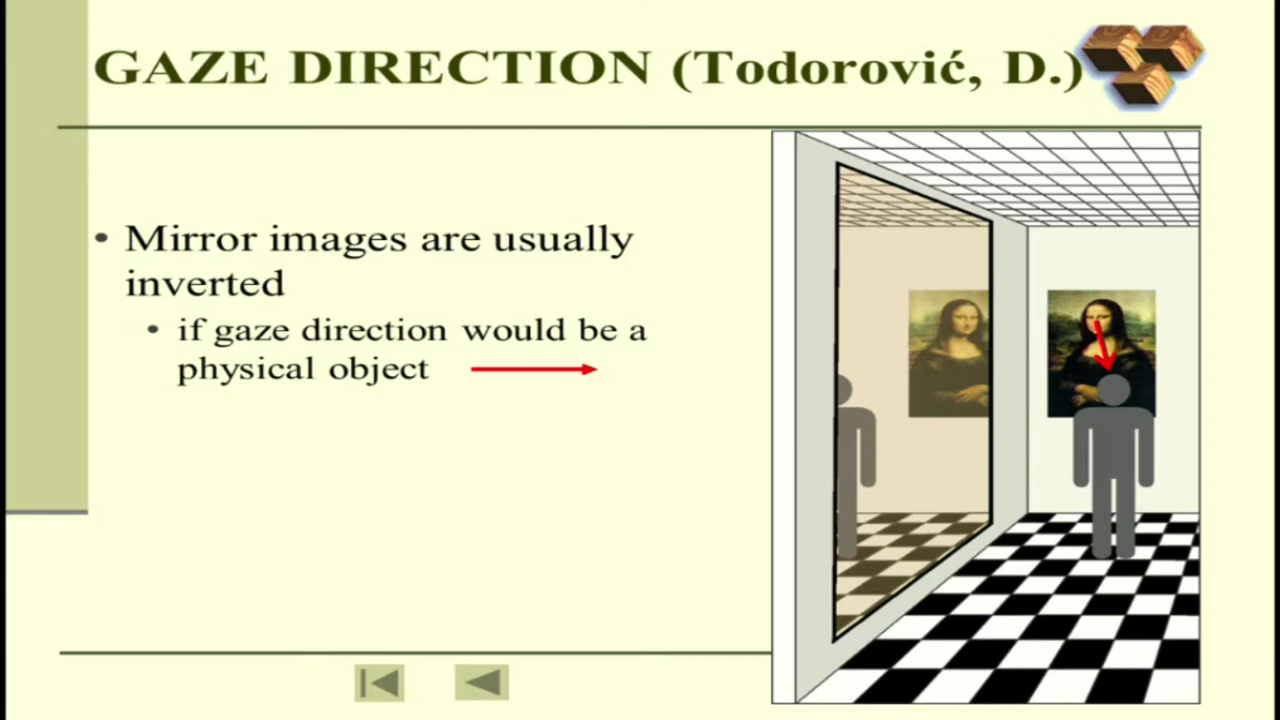 GAZE DIRECTION (Todorović, D.)
• Mirror images are usually
inverted
• if gaze direction would be a
physical object